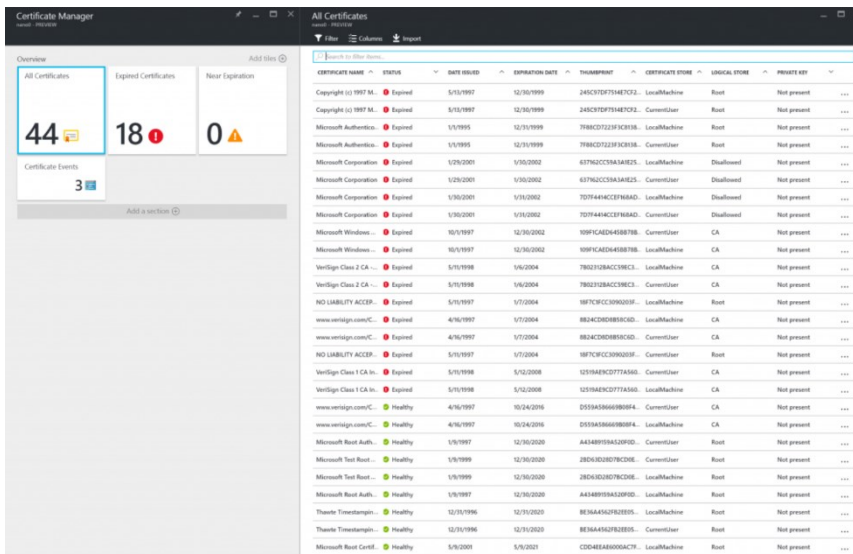 Certificate Manager
nano0 - PREVIEW
Overview
Add tiles
All Certificates
44
Expired Certificates
18
Near Expiration
0
Certificate Events
3
Add a section
All Certificates
nano0 - PREVIEW
Filter Columns Import
Search to filter items...
CERTIFICATE NAME STATUS DATE ISSUED EXPIRATION DATE THUMBPRINT CERTIFICATE STORE LOGICAL STORE PRIVATE KEY
Copyright (c) 1997 M... Expired 5/13/1997 12/30/1999 245C97DF7514E7CF2... LocalMachine Root Not present ...
Copyright (c) 1997 M... Expired 5/13/1997 12/30/1999 245C97DF7514E7CF2... CurrentUser Root Not present ...
Microsoft Authentico... Expired 1/1/1995 12/31/1999 7F88CD7223F3C8138... LocalMachine Root Not present ...
Microsoft Authentico... Expired 1/1/1995 12/31/1999 7F88CD7223F3C8138... CurrentUser Root Not present ...
Microsoft Corporation Expired 1/29/2001 1/30/2002 637162CC59A3A1E25... CurrentUser Disallowed Not present ...
Microsoft Corporation Expired 1/29/2001 1/30/2002 637162CC59A3A1E25... LocalMachine Disallowed Not present ...
Microsoft Corporation Expired 1/30/2001 1/31/2002 7D7F4414CCEF168AD... LocalMachine Disallowed Not present ...
Microsoft Corporation Expired 1/30/2001 1/31/2002 7D7F4414CCEF168AD... CurrentUser Disallowed Not present ...
Microsoft Windows ... Expired 10/1/1997 12/30/2002 109F1CAED645BB78B... CurrentUser CA Not present ...
Microsoft Windows ... Expired 10/1/1997 12/30/2002 109F1CAED645BB78B... LocalMachine CA Not present ...
VeriSign Class 2 CA -... Expired 5/11/1998 1/6/2004 7B02312BACC59EC3... LocalMachine CA Not present ...
VeriSign Class 2 CA -... Expired 5/11/1998 1/6/2004 7B02312BACC59EC3... CurrentUser CA Not present ...
NO LIABILITY ACCEP... Expired 5/11/1997 1/7/2004 18F7C1FCC3090203F... LocalMachine Root Not present ...
www.verisign.com/C... Expired 4/16/1997 1/7/2004 8B24CD8D8B58C6D... LocalMachine CA Not present ...
www.verisign.com/C... Expired 4/16/1997 1/7/2004 8B24CD8D8B58C6D... CurrentUser CA Not present ...
NO LIABILITY ACCEP... Expired 5/11/1997 1/7/2004 18F7C1FCC3090203F... CurrentUser Root Not present ...
VeriSign Class 1 CA In... Expired 5/11/1998 5/12/2008 12519AE9CD777A560... CurrentUser CA Not present ...
VeriSign Class 1 CA In... Expired 5/11/1998 5/12/2008 12519AE9CD777A560... LocalMachine CA Not present ...
www.verisign.com/C... Healthy 4/16/1997 10/24/2016 D559A586669B08F4... CurrentUser CA Not present ...
www.verisign.com/C... Healthy 4/16/1997 10/24/2016 D559A586669B08F4... LocalMachine CA Not present ...
Microsoft Root Auth... Healthy 1/9/1997 12/30/2020 A43489159A520F0D... CurrentUser Root Not present ...
Microsoft Test Root ... Healthy 1/9/1999 12/30/2020 2BD63D28D7BCD0E... CurrentUser Root Not present ...
Microsoft Test Root ... Healthy 1/9/1999 12/30/2020 2BD63D28D7BCD0E... LocalMachine Root Not present ...
Microsoft Root Auth... Healthy 1/9/1997 12/30/2020 A43489159A520F0D... LocalMachine Root Not present ...
Thawte Timestampin... Healthy 12/31/1996 12/31/2020 BE36A4562FB2EE05... LocalMachine Root Not present ...
Thawte Timestampin... Healthy 12/31/1996 12/31/2020 BE36A4562FB2EE05... CurrentUser Root Not present ...
Microsoft Root Certif... Healthy 5/9/2001 5/9/2021 CDD4EEAE6000AC7F... LocalMachine Root Not present ...